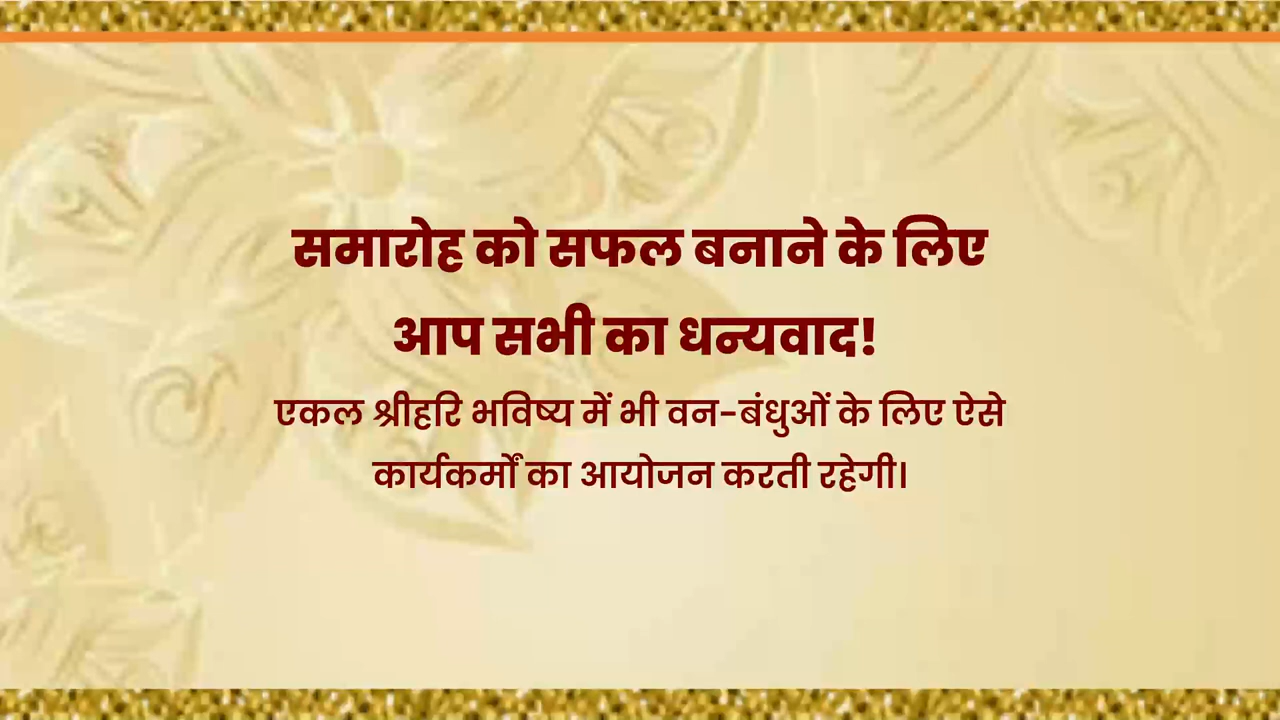 समारोह को सफल बनाने के लिए
आप सभी का धन्यवाद!
एकल श्रीहरि भविष्य में भी वन-बंधुओं के लिए ऐसे
कार्यकर्मों का आयोजन करती रहेगी।